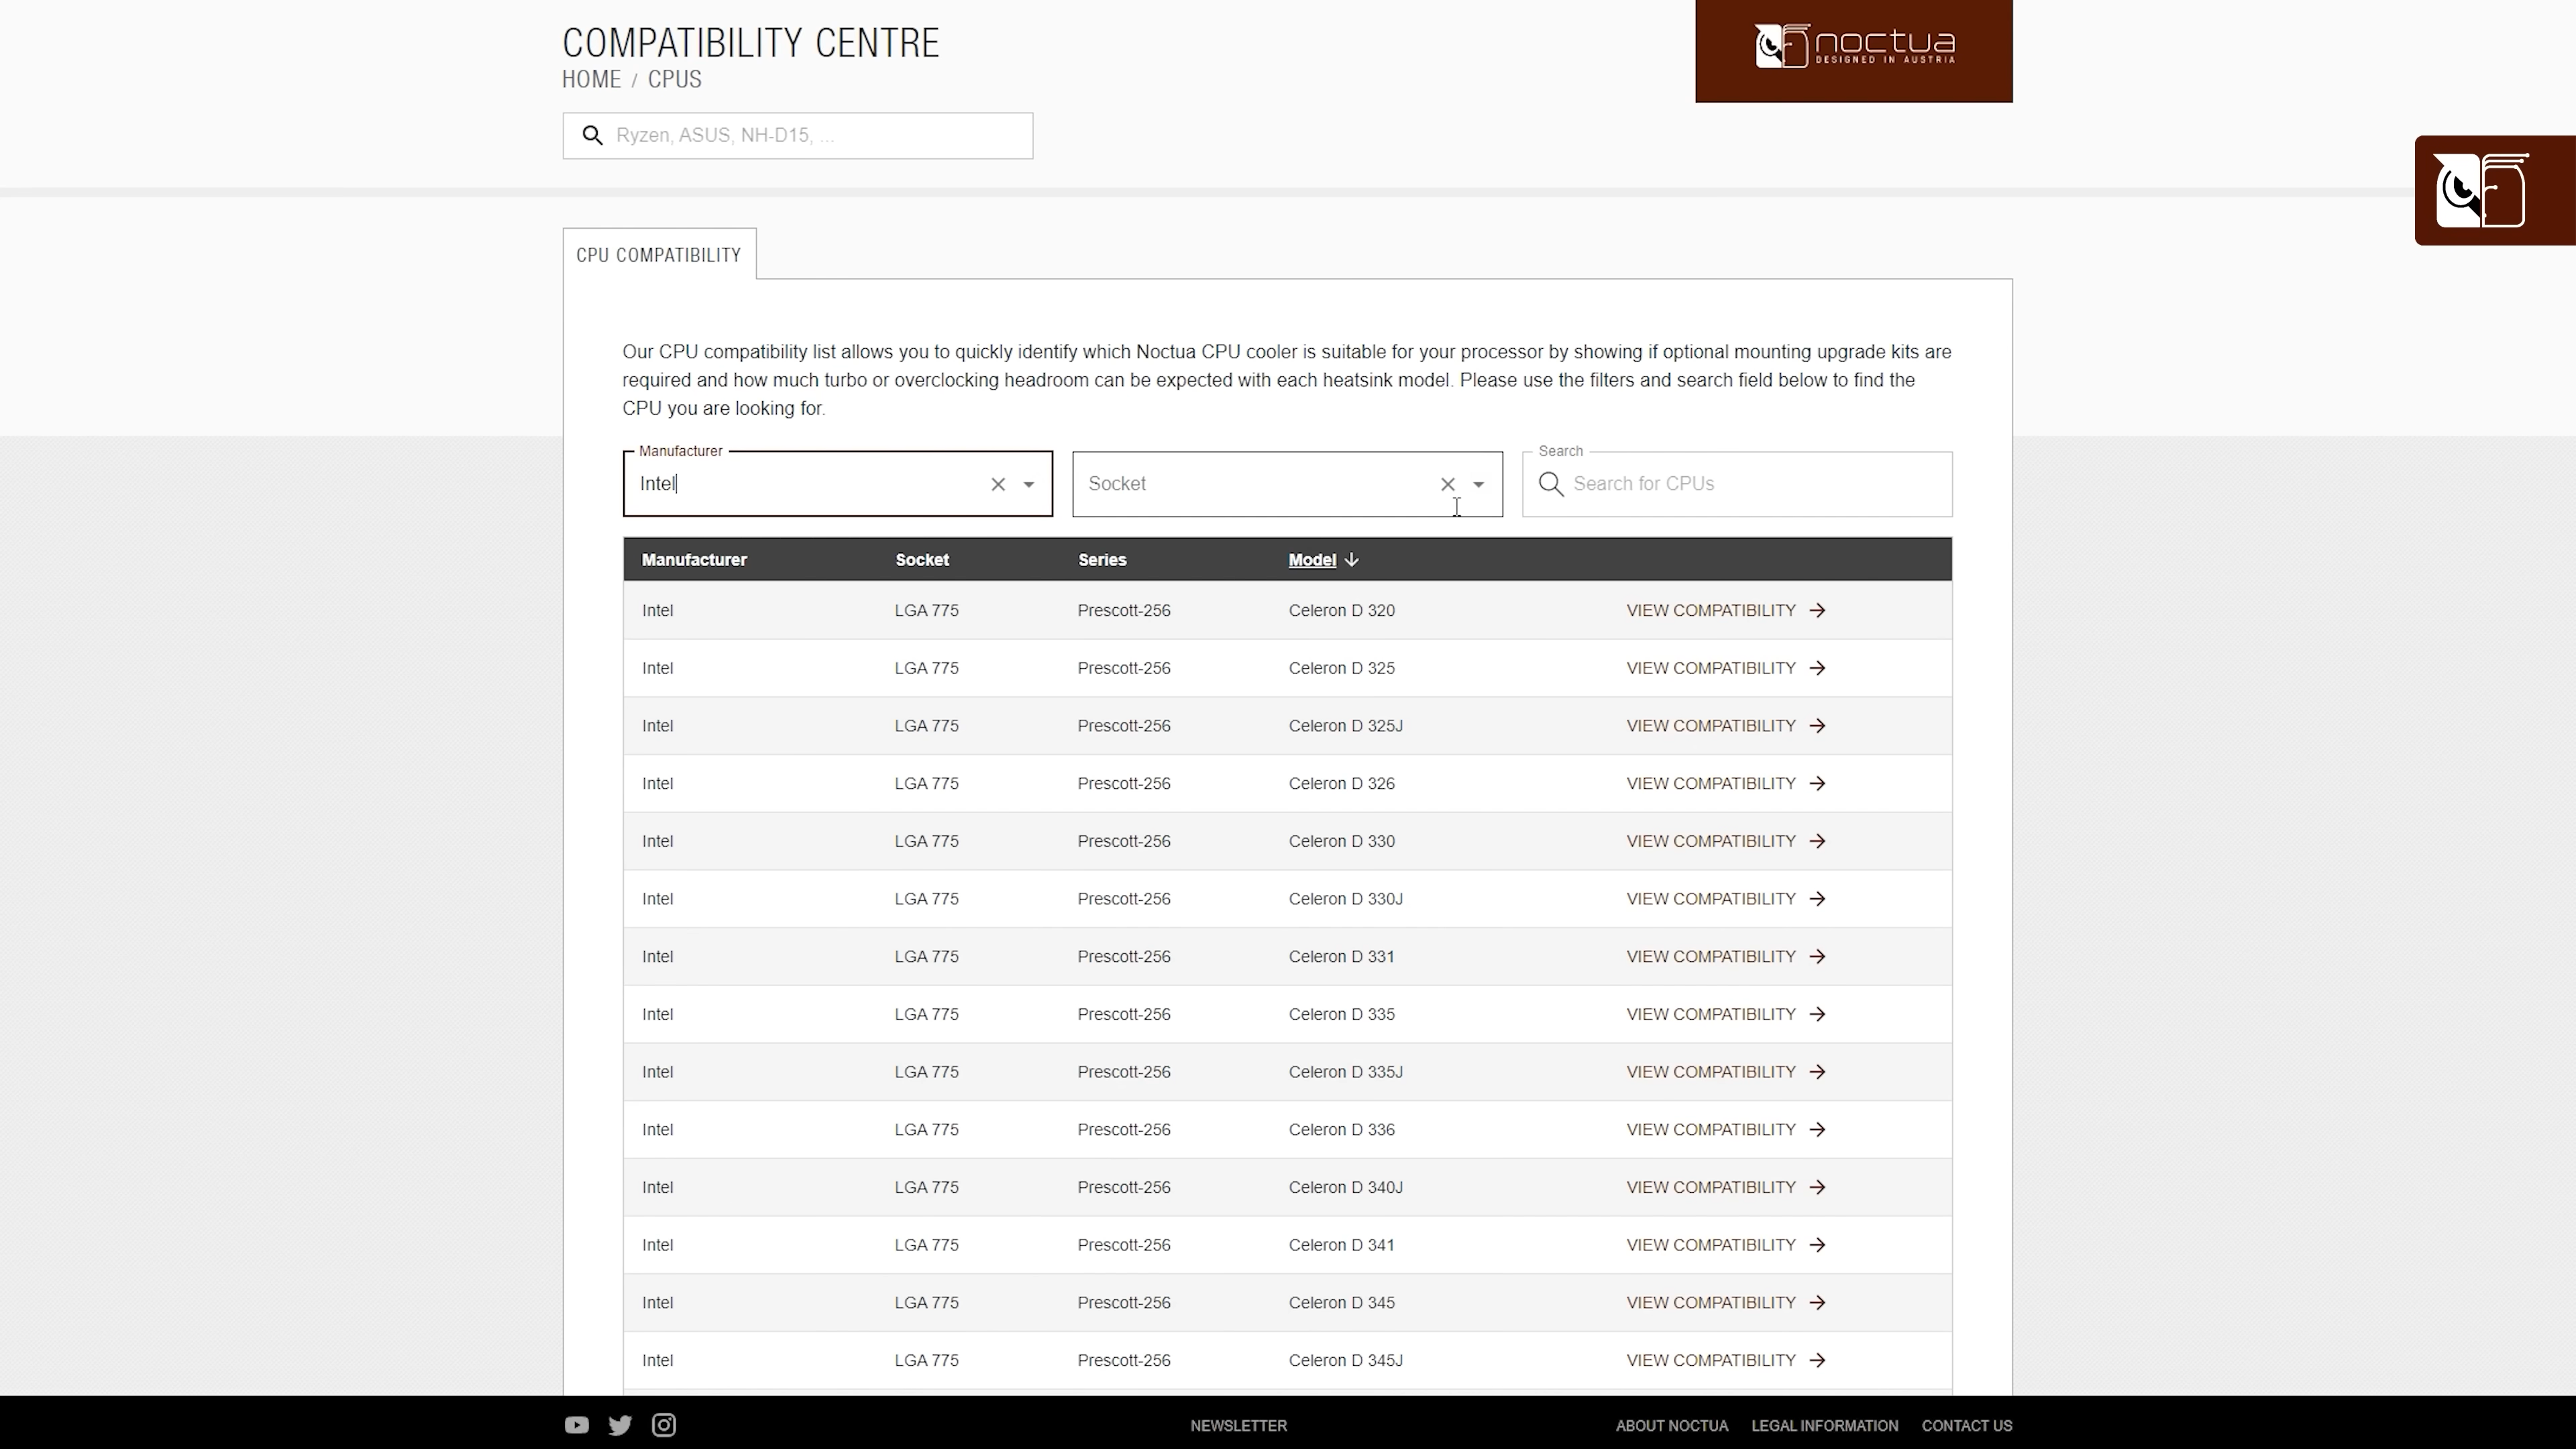 COMPATIBILITY CENTRE
noctua
DESIGNED IN AUSTRIA
HOME / CPUS
Ryzen, ASUS, NH-D15, ...
CPU COMPATIBILITY
Our CPU compatibility list allows you to quickly identify which Noctua CPU cooler is suitable for your processor by showing if optional mounting upgrade kits are
required and how much turbo or overclocking headroom can be expected with each heatsink model. Please use the filters and search field below to find the
CPU you are looking for.
Manufacturer
Search
Intel
Socket
Search for CPUs
Manufacturer Socket Series Model
Intel LGA 775 Prescott-256 Celeron D 320 VIEW COMPATIBILITY
Intel LGA 775 Prescott-256 Celeron D 325 VIEW COMPATIBILITY
Intel LGA 775 Prescott-256 Celeron D 325J VIEW COMPATIBILITY
Intel LGA 775 Prescott-256 Celeron D 326 VIEW COMPATIBILITY
Intel LGA 775 Prescott-256 Celeron D 330 VIEW COMPATIBILITY
Intel LGA 775 Prescott-256 Celeron D 330J VIEW COMPATIBILITY
Intel LGA 775 Prescott-256 Celeron D 331 VIEW COMPATIBILITY
Intel LGA 775 Prescott-256 Celeron D 335 VIEW COMPATIBILITY
Intel LGA 775 Prescott-256 Celeron D 335J VIEW COMPATIBILITY
Intel LGA 775 Prescott-256 Celeron D 336 VIEW COMPATIBILITY
Intel LGA 775 Prescott-256 Celeron D 340J VIEW COMPATIBILITY
Intel LGA 775 Prescott-256 Celeron D 341 VIEW COMPATIBILITY
Intel LGA 775 Prescott-256 Celeron D 345 VIEW COMPATIBILITY
Intel LGA 775 Prescott-256 Celeron D 345J VIEW COMPATIBILITY
NEWSLETTER ABOUT NOCTUA LEGAL INFORMATION CONTACT US